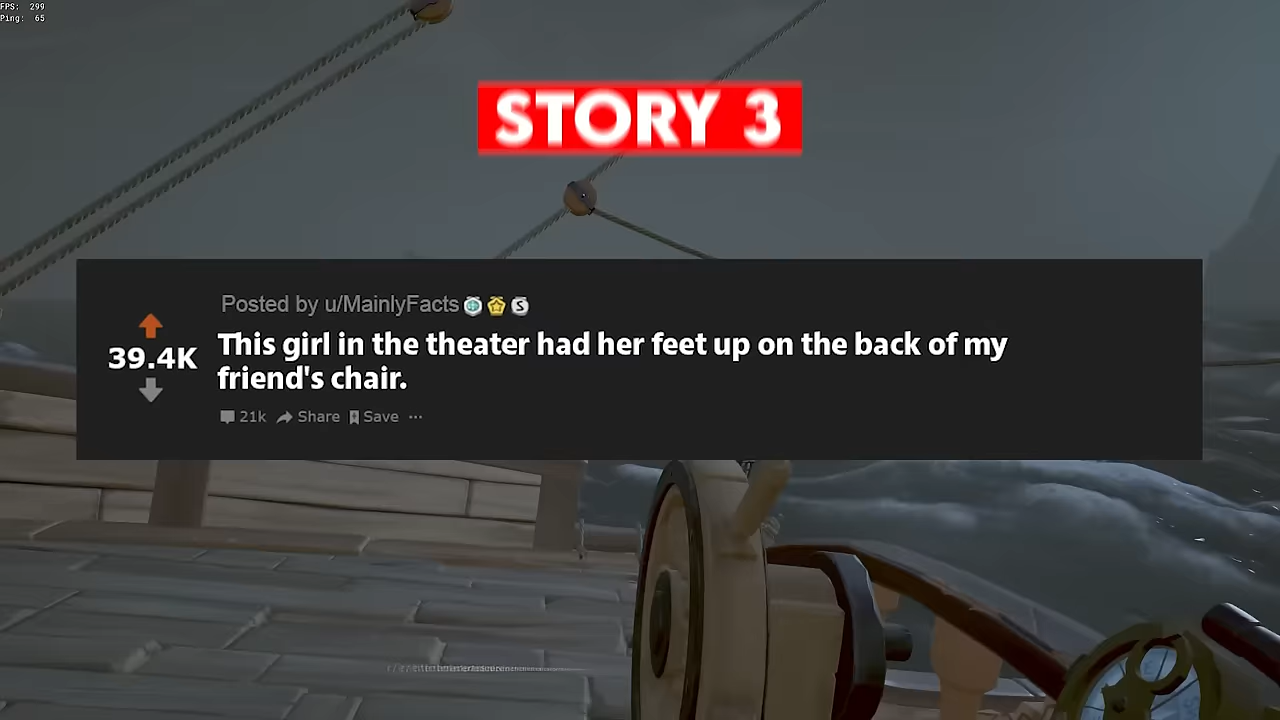 FPS: 299
Ping: 65
STORY 3
Posted by u/MainlyFacts
39.4K
This girl in the theater had her feet up on the back of my
friend's chair.
21k Share Save ···